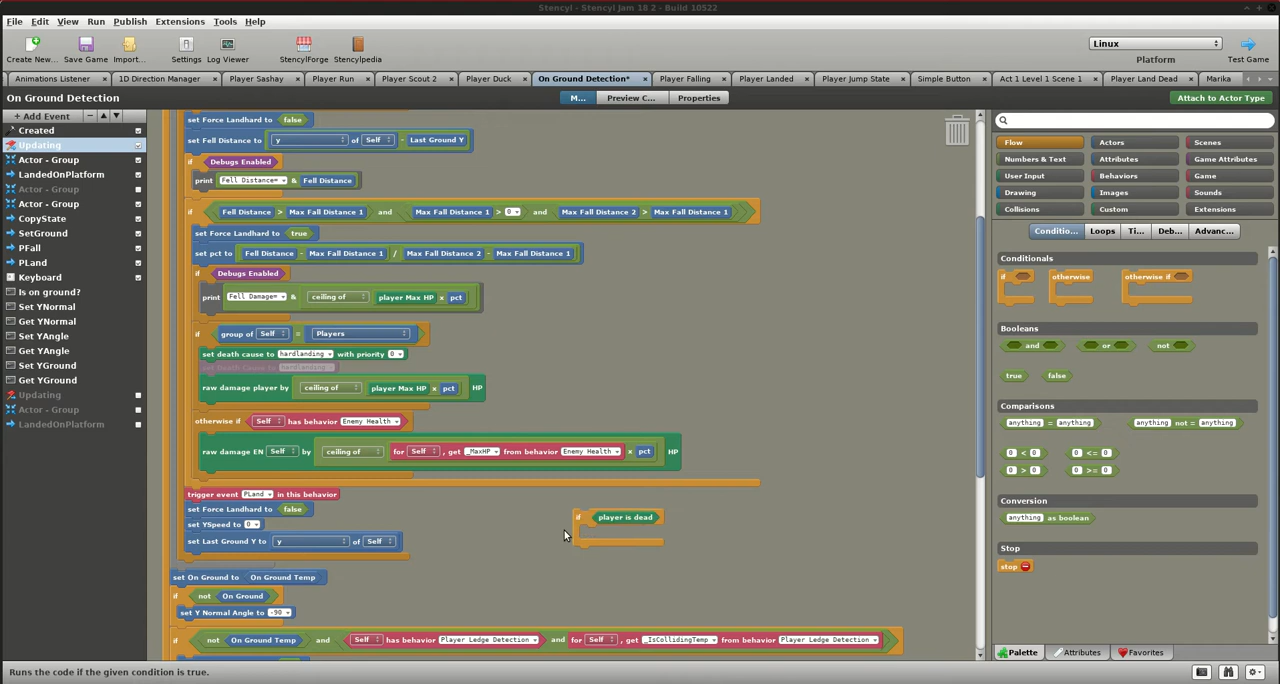 Stencyl - Stencyl Jam 18 2 - Build 10522
File Edit View Run Publish Extensions Tools Help
Create New... Save Game Import... Settings Log Viewer StencylForge Stencylpedia Linux Platform Test Game
Animations Listener 1D Direction Manager Player Sashay Player Run Player Scout 2 Player Duck On Ground Detection* Player Falling Player Landed Player Jump State Simple Button Act 1 Level 1 Scene 1 Player Land Dead Marika
On Ground Detection M... Preview C... Properties Attach to Actor Type
+ Add Event
Created
Updating
Actor - Group
LandedOnPlatform
Actor - Group
Actor - Group
CopyState
SetGround
PFall
PLand
Keyboard
Is on ground?
Set YNormal
Get YNormal
Set YAngle
Get YAngle
Set YGround
Get YGround
Updating
Actor - Group
LandedOnPlatform
set Force Landhard to false
set Fell Distance to y of Self - Last Ground Y
if Debugs Enabled
print Fell Distance= & Fell Distance
if Fell Distance > Max Fall Distance 1 and Max Fall Distance 1 > 0 and Max Fall Distance 2 > Max Fall Distance 1
set Force Landhard to true
set pct to Fell Distance - Max Fall Distance 1 / Max Fall Distance 2 - Max Fall Distance 1
if Debugs Enabled
print Fell Damage= & ceiling of player Max HP x pct
if group of Self = Players
set death cause to hardlanding with priority 0
set Death Cause to hardlanding
raw damage player by ceiling of player Max HP x pct HP
otherwise if Self has behavior Enemy Health
raw damage EN Self by ceiling of for Self , get _MaxHP from behavior Enemy Health x pct HP
trigger event PLand in this behavior
set Force Landhard to false
if player is dead
set YSpeed to 0
set Last Ground Y to y of Self
set On Ground to On Ground Temp
if not On Ground
set Y Normal Angle to -90
if not On Ground Temp and Self has behavior Player Ledge Detection and for Self , get _IsCollidingTemp from behavior Player Ledge Detection
Flow Actors Scenes
Numbers & Text Attributes Game Attributes
User Input Behaviors Game
Drawing Images Sounds
Collisions Custom Extensions
Conditio... Loops Ti... Deb... Advanc...
Conditionals
if otherwise otherwise if
Booleans
and or not
true false
Comparisons
anything = anything anything not = anything
0 < 0 0 <= 0
0 > 0 0 >= 0
Conversion
anything as boolean
Stop
stop
Palette Attributes Favorites
Runs the code if the given condition is true.